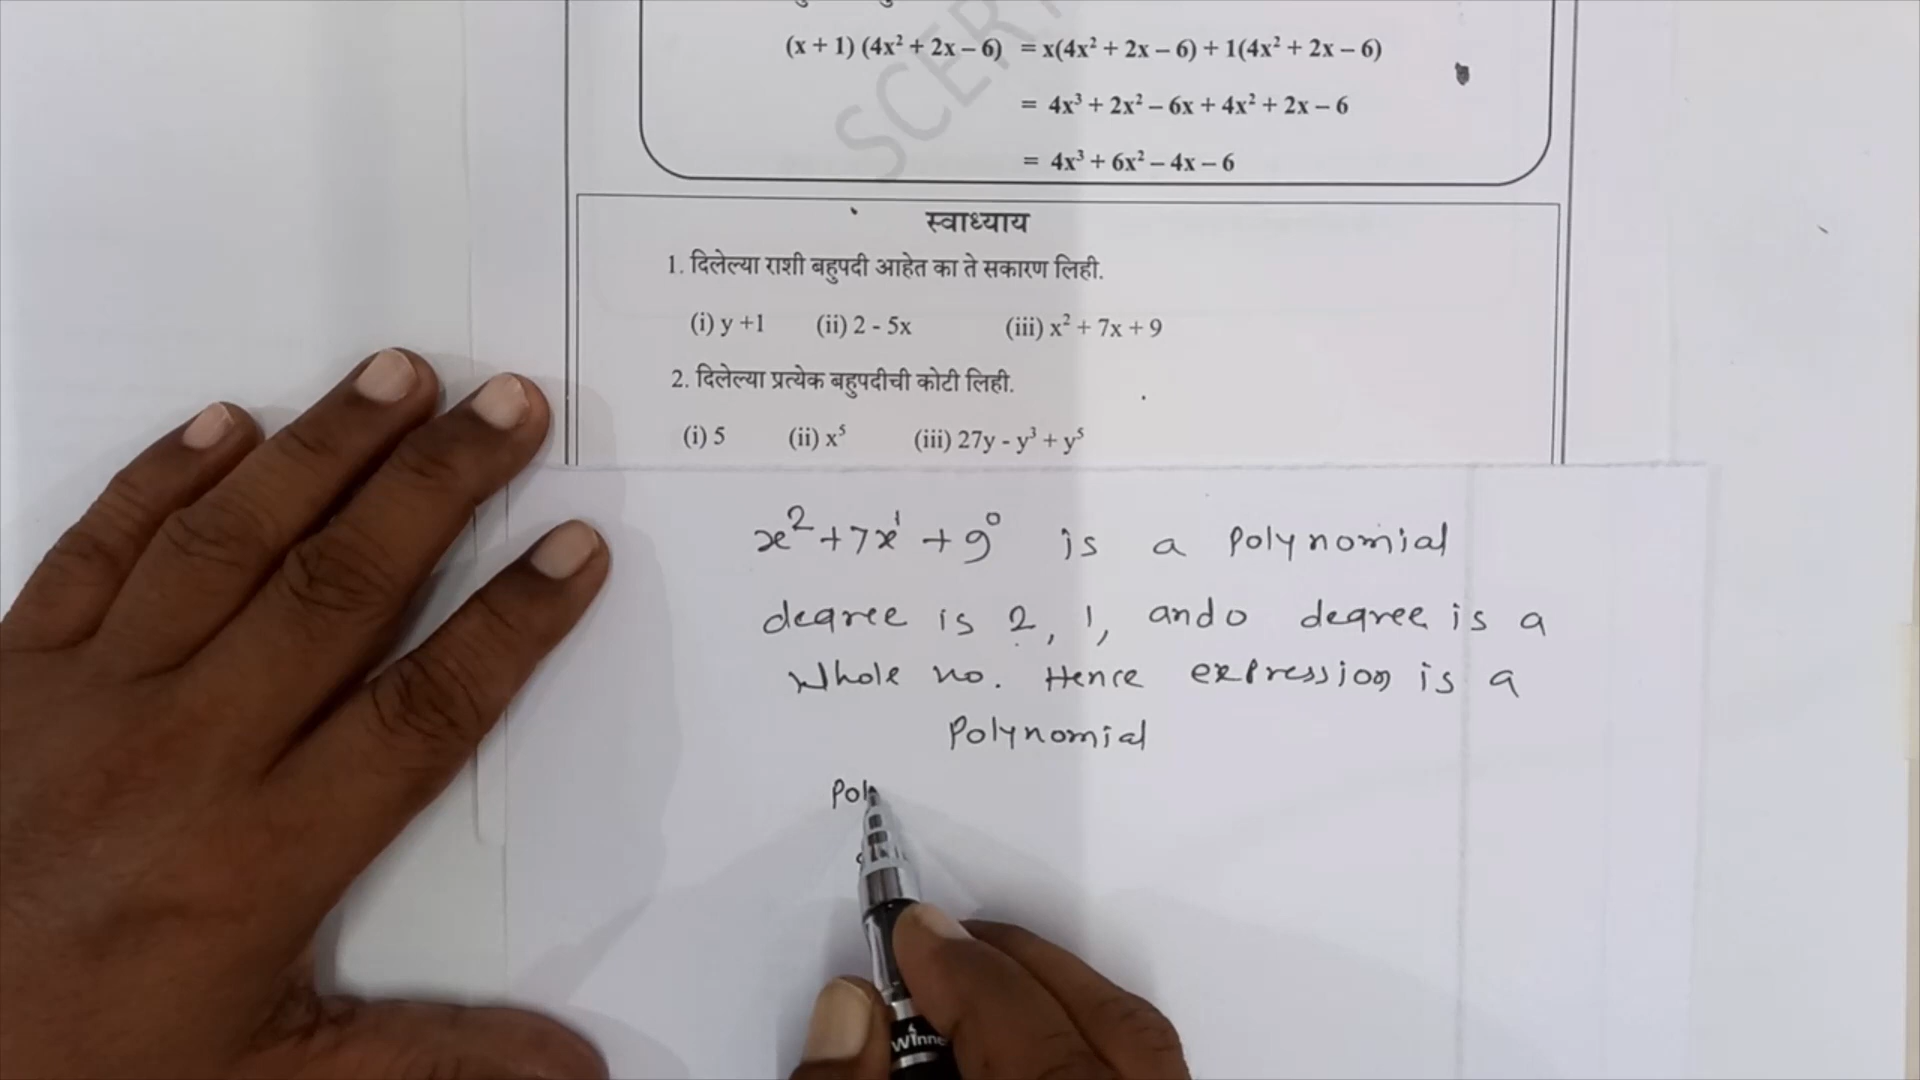 (x + 1) (4x² + 2x – 6) = x(4x² + 2x – 6) + 1(4x² + 2x – 6)
= 4x³ + 2x² – 6x + 4x² + 2x – 6
= 4x³ + 6x² – 4x – 6
SCERT
स्वाध्याय
1. दिलेल्या राशी बहुपदी आहेत का ते सकारण लिही.
(i) y +1 (ii) 2 - 5x (iii) x² + 7x + 9
2. दिलेल्या प्रत्येक बहुपदीची कोटी लिही.
(i) 5 (ii) x⁵ (iii) 27y - y³ + y⁵
x² + 7x¹ + 9⁰ is a polynomial
degree is 2, 1, and 0 degree is a
whole no. Hence expression is a
polynomial
Pol
Winne